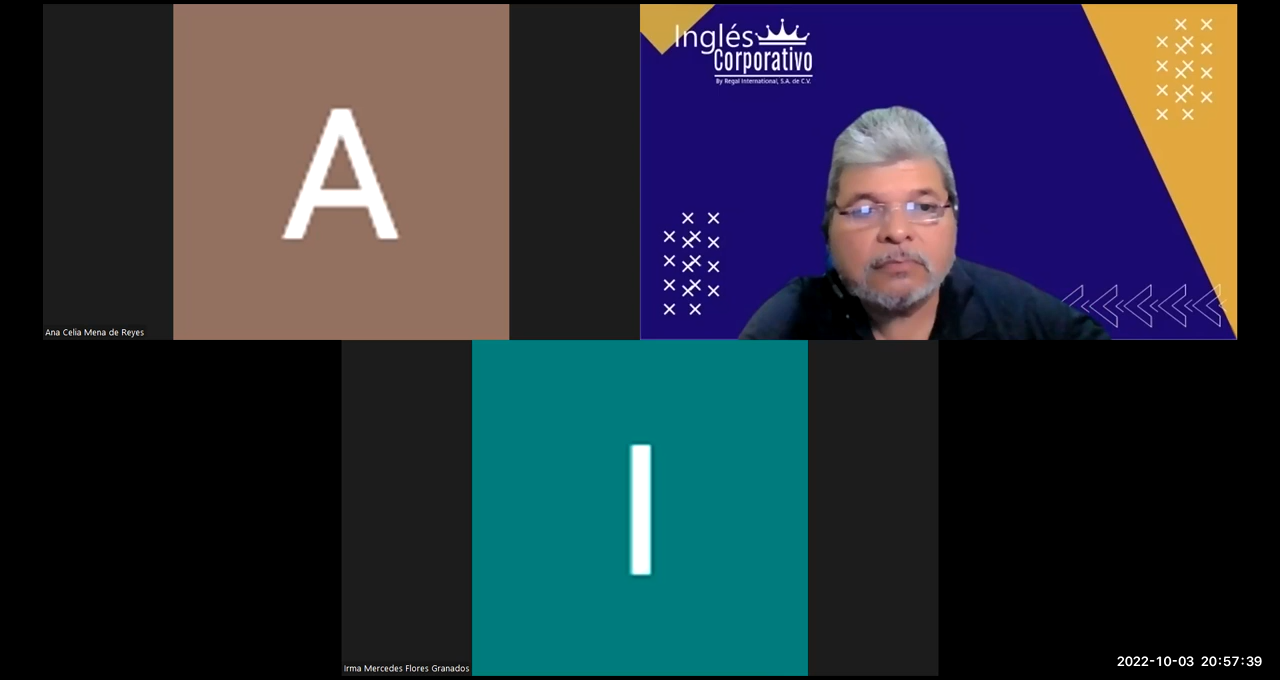 A
Ana Celia Mena de Reyes
Inglés
Corporativo
By Regal International, S.A. de C.V.
I
Irma Mercedes Flores Granados
2022-10-03 20:57:39